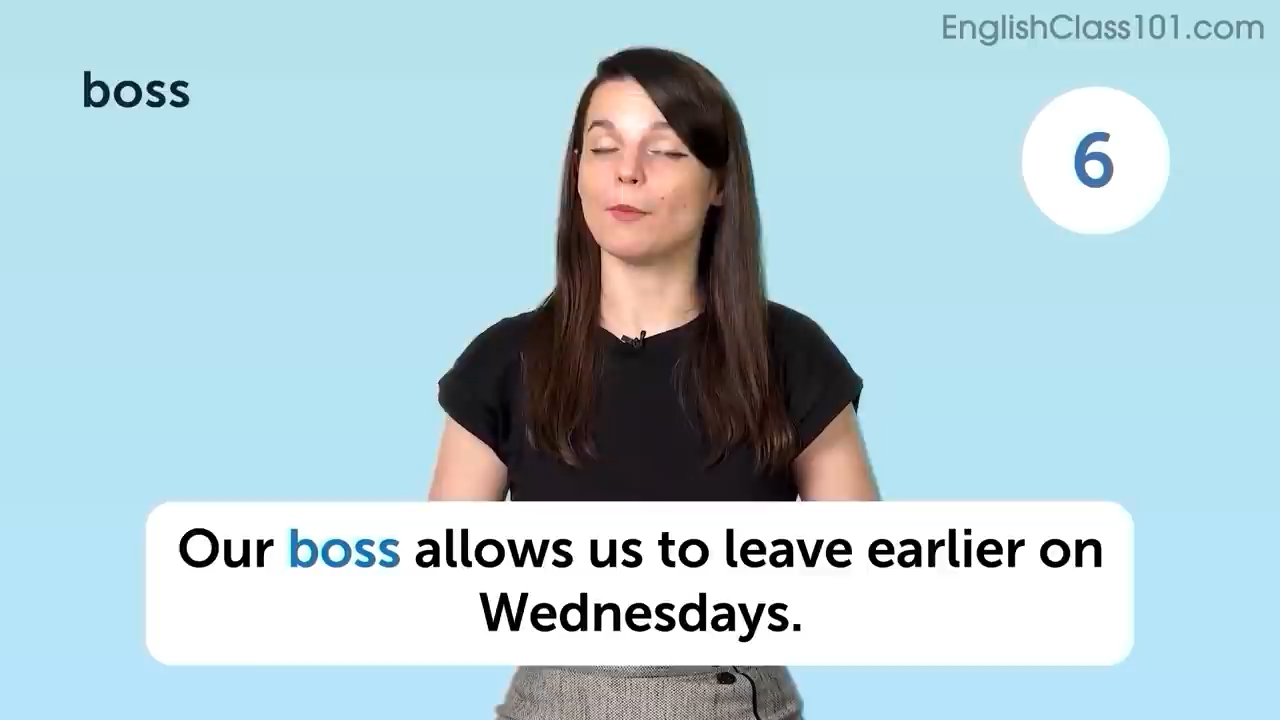 EnglishClass101.com
boss
6
Our boss allows us to leave earlier on
Wednesdays.